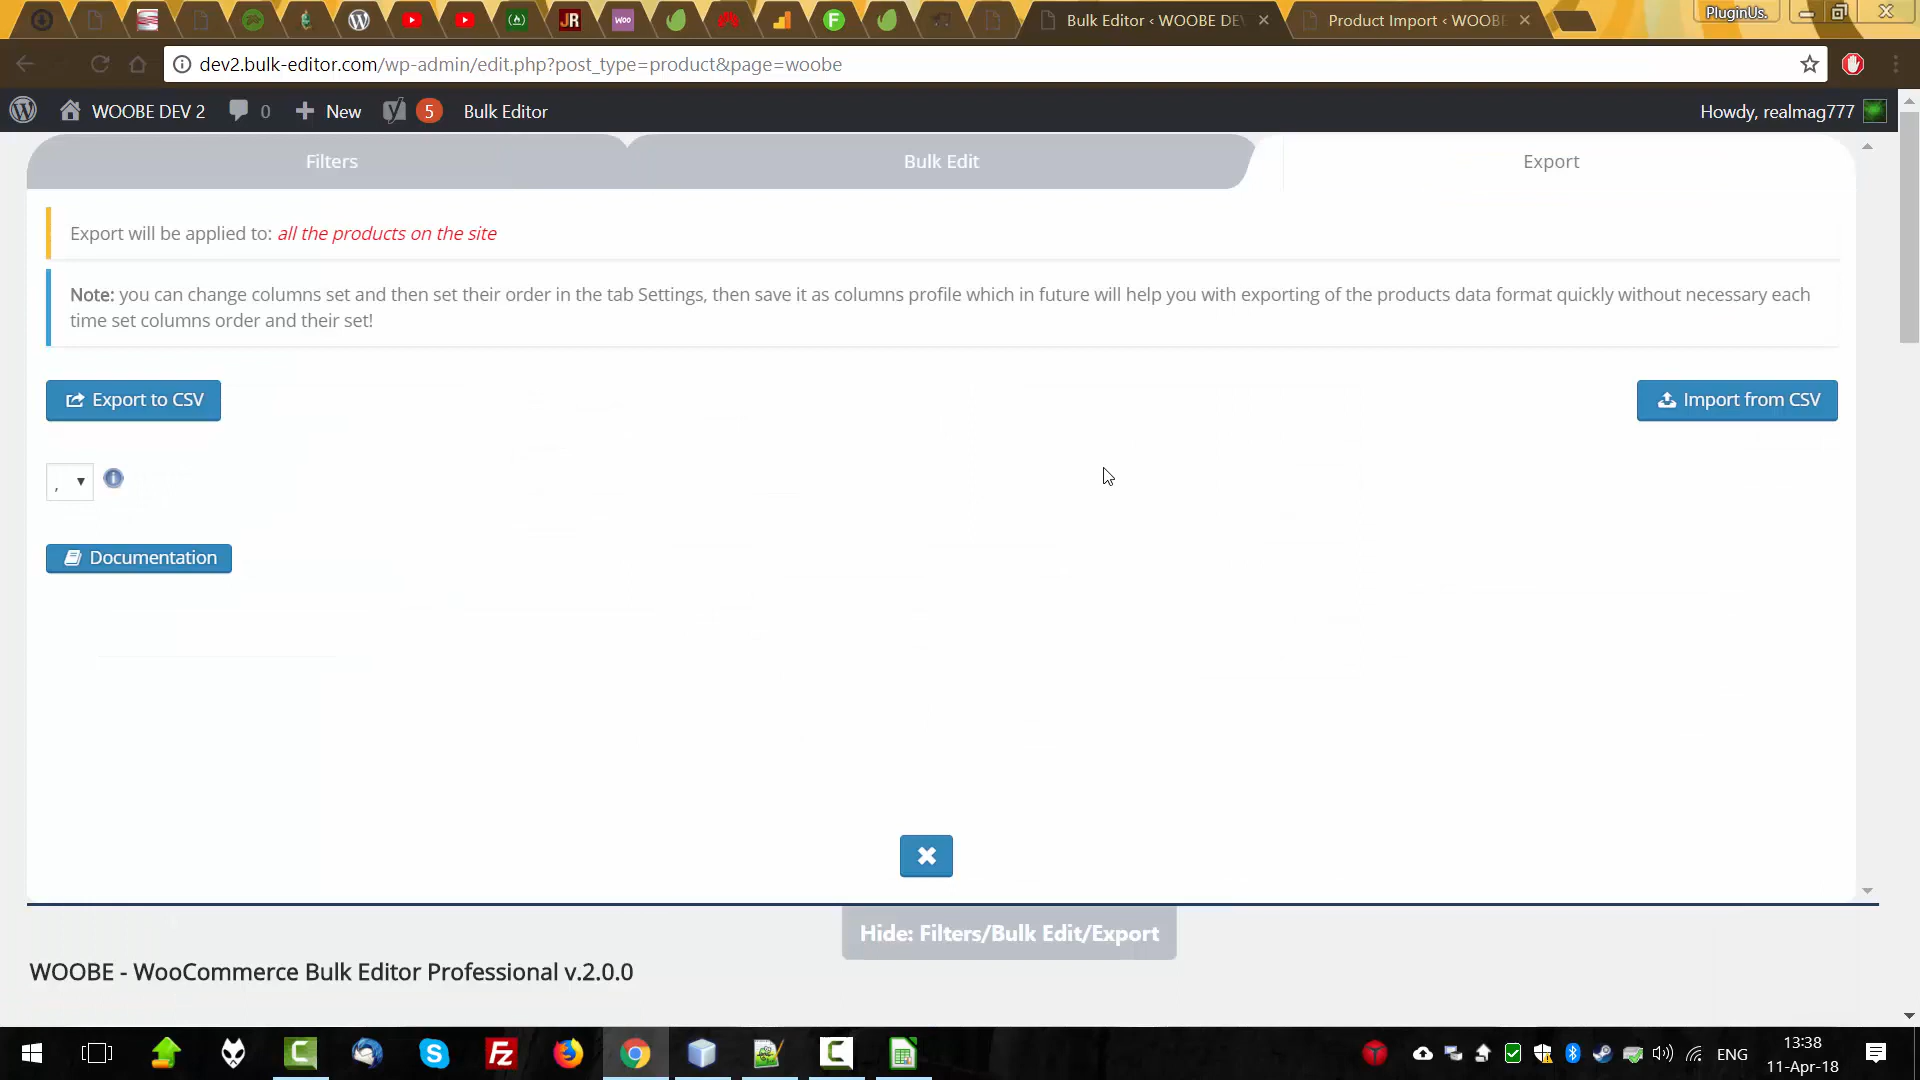 Bulk Editor ‹ WOOBE DE
Product Import ‹ WOOBE
PluginUs.
dev2.bulk-editor.com/wp-admin/edit.php?post_type=product&page=woobe
WOOBE DEV 2
0
New
5
Bulk Editor
Howdy, realmag777
Filters
Bulk Edit
Export
Export will be applied to: all the products on the site
Note: you can change columns set and then set their order in the tab Settings, then save it as columns profile which in future will help you with exporting of the products data format quickly without necessary each
time set columns order and their set!
Export to CSV
Import from CSV
,
Documentation
Hide: Filters/Bulk Edit/Export
WOOBE - WooCommerce Bulk Editor Professional v.2.0.0
ENG
13:38
11-Apr-18